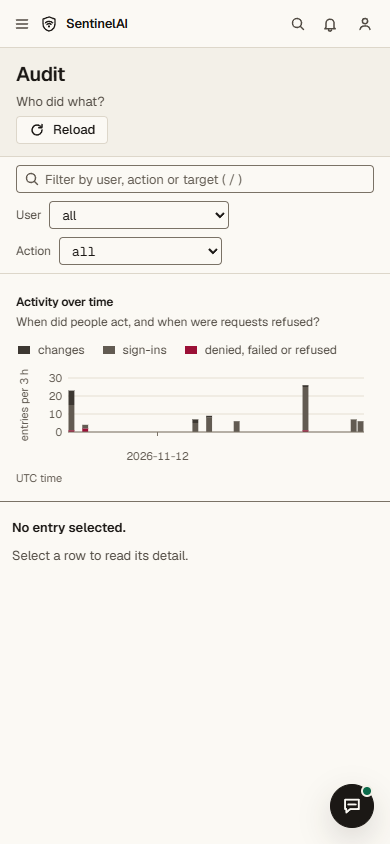 SentinelAI
Audit
Who did what?
Reload
Filter by user, action or target ( / )
User all
Action all
Activity over time
When did people act, and when were requests refused?
changes sign-ins denied, failed or refused
entries per 3 h
30
20
10
0
2026-11-12
UTC time
No entry selected.
Select a row to read its detail.